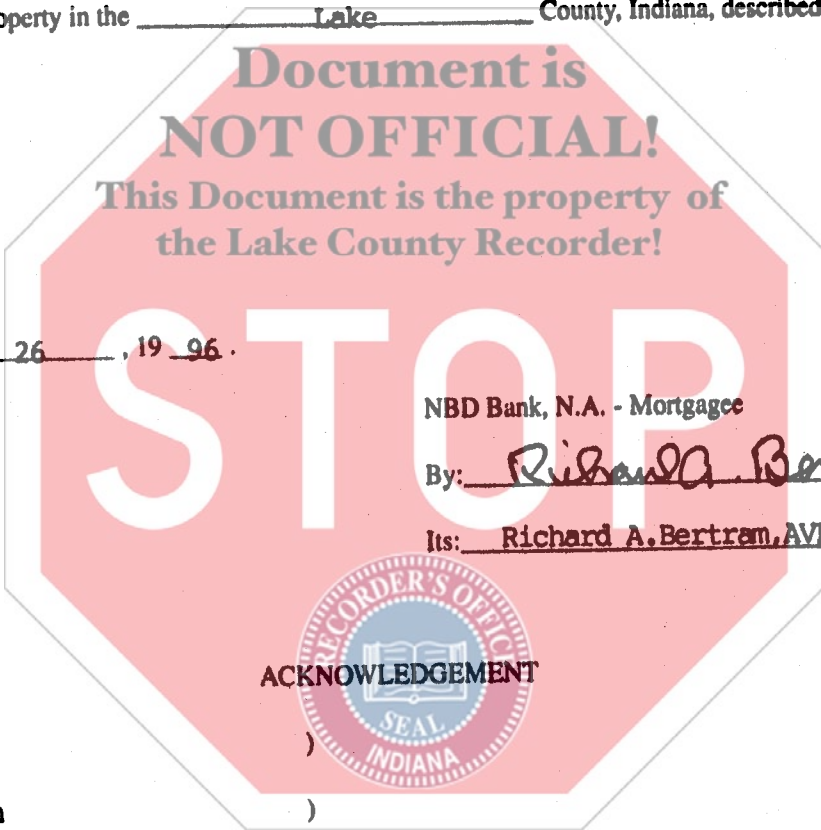 operty in the Lake County, Indiana, described
Document is
NOT OFFICIAL!
This Document is the property of
the Lake County Recorder!
STOP
26 , 19 96 .
NBD Bank, N.A. - Mortgagee
By: Richard A. Be
Its: Richard A.Bertram,AV
RECORDER'S OFFICE
ACKNOWLEDGEMENT
SEAL
INDIANA
)
)